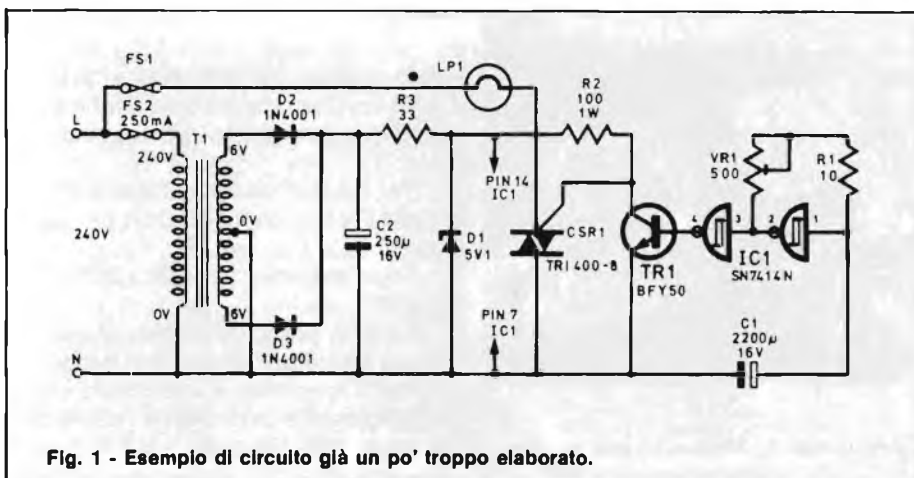 FS1
LP1
FS2
250mA
L
240V
T1
6V
D2
1N4001
R3
33
R2
100
1W
VR1
500
R1
10
PIN 14
IC1
240V
0V
C2
250µ
16V
D1
5V1
CSR1
TRI 400-8
TR1
BFY50
4
3
2
1
IC1
SN7414N
PIN 7
IC1
0V
6V
D3
1N4001
N
C1
2200µ
16V
Fig. 1 - Esempio di circuito già un po' troppo elaborato.